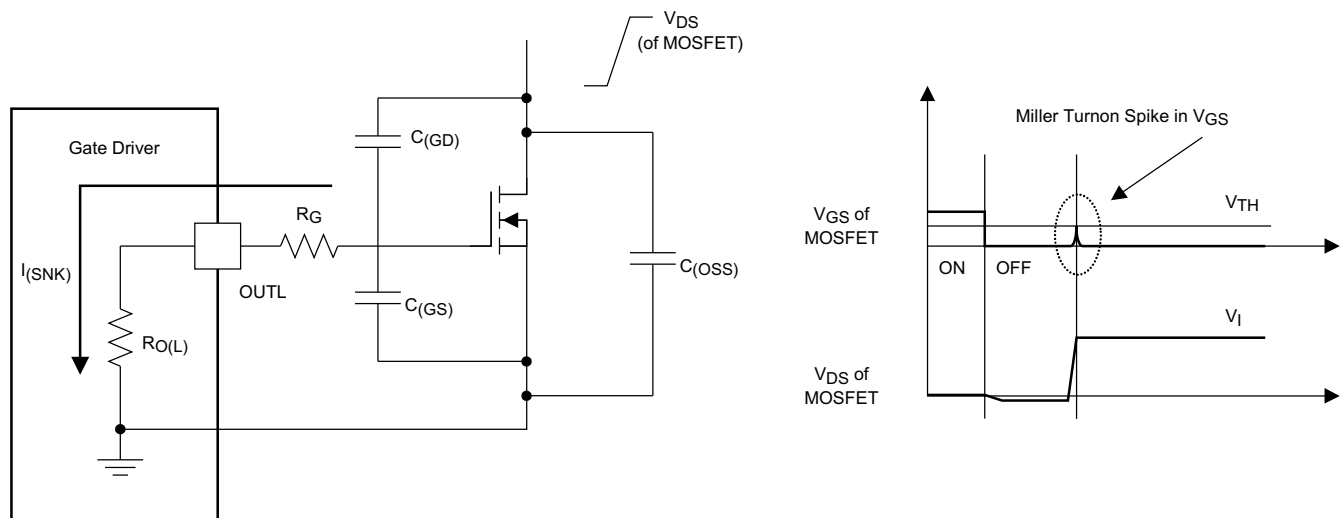 VDS
(of MOSFET)
Gate Driver
C(GD)
RG
I(SNK)
OUTL
C(GS)
C(OSS)
RO(L)
Miller Turnon Spike in VGS
VTH
VGS of
MOSFET
ON
OFF
VI
VDS of
MOSFET